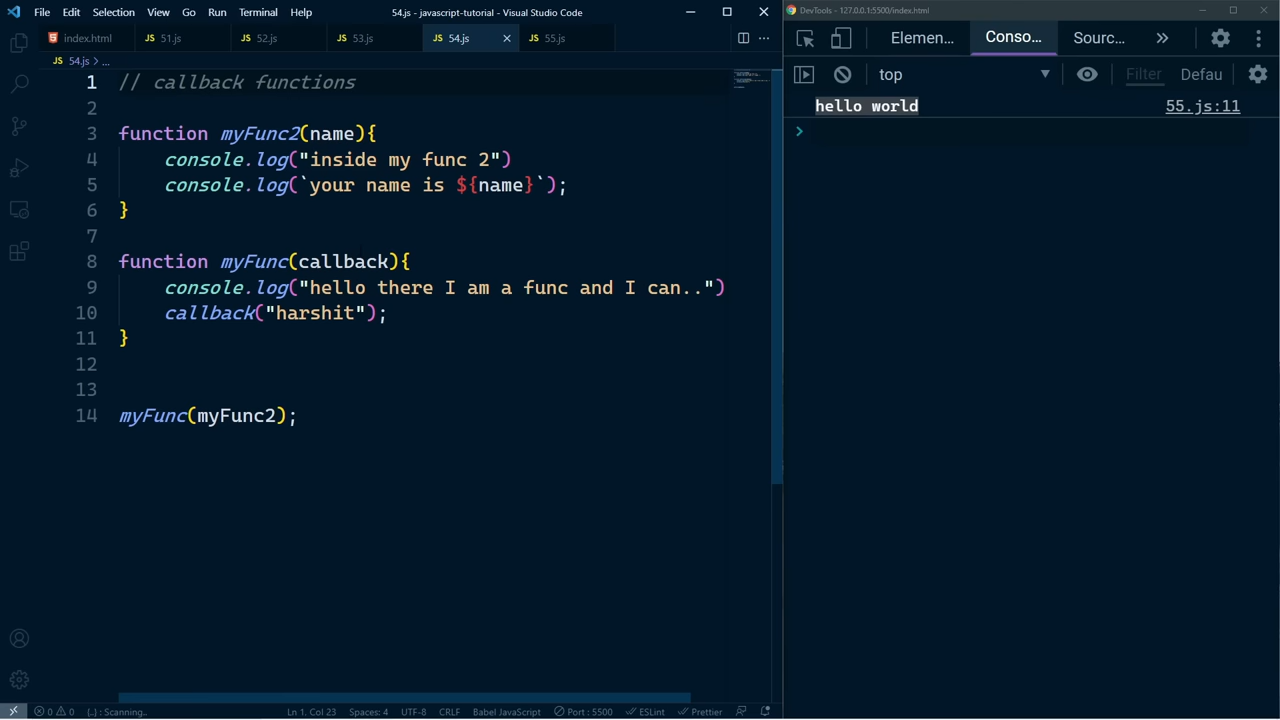 File Edit Selection View Go Run Terminal Help 54.js - javascript-tutorial - Visual Studio Code
index.html JS 51.js JS 52.js JS 53.js JS 54.js JS 55.js
JS 54.js > ...
1 // callback functions
2
3 function myFunc2(name){
4 console.log("inside my func 2")
5 console.log(`your name is ${name}`);
6 }
7
8 function myFunc(callback){
9 console.log("hello there I am a func and I can..")
10 callback("harshit");
11 }
12
13
14 myFunc(myFunc2);
0 0 {..} : Scanning.. Ln 1, Col 23 Spaces: 4 UTF-8 CRLF Babel JavaScript Port : 5500 ESLint Prettier
DevTools - 127.0.0.1:5500/index.html
Elemen... Conso... Sourc... »
top Filter Defau
hello world 55.js:11
>